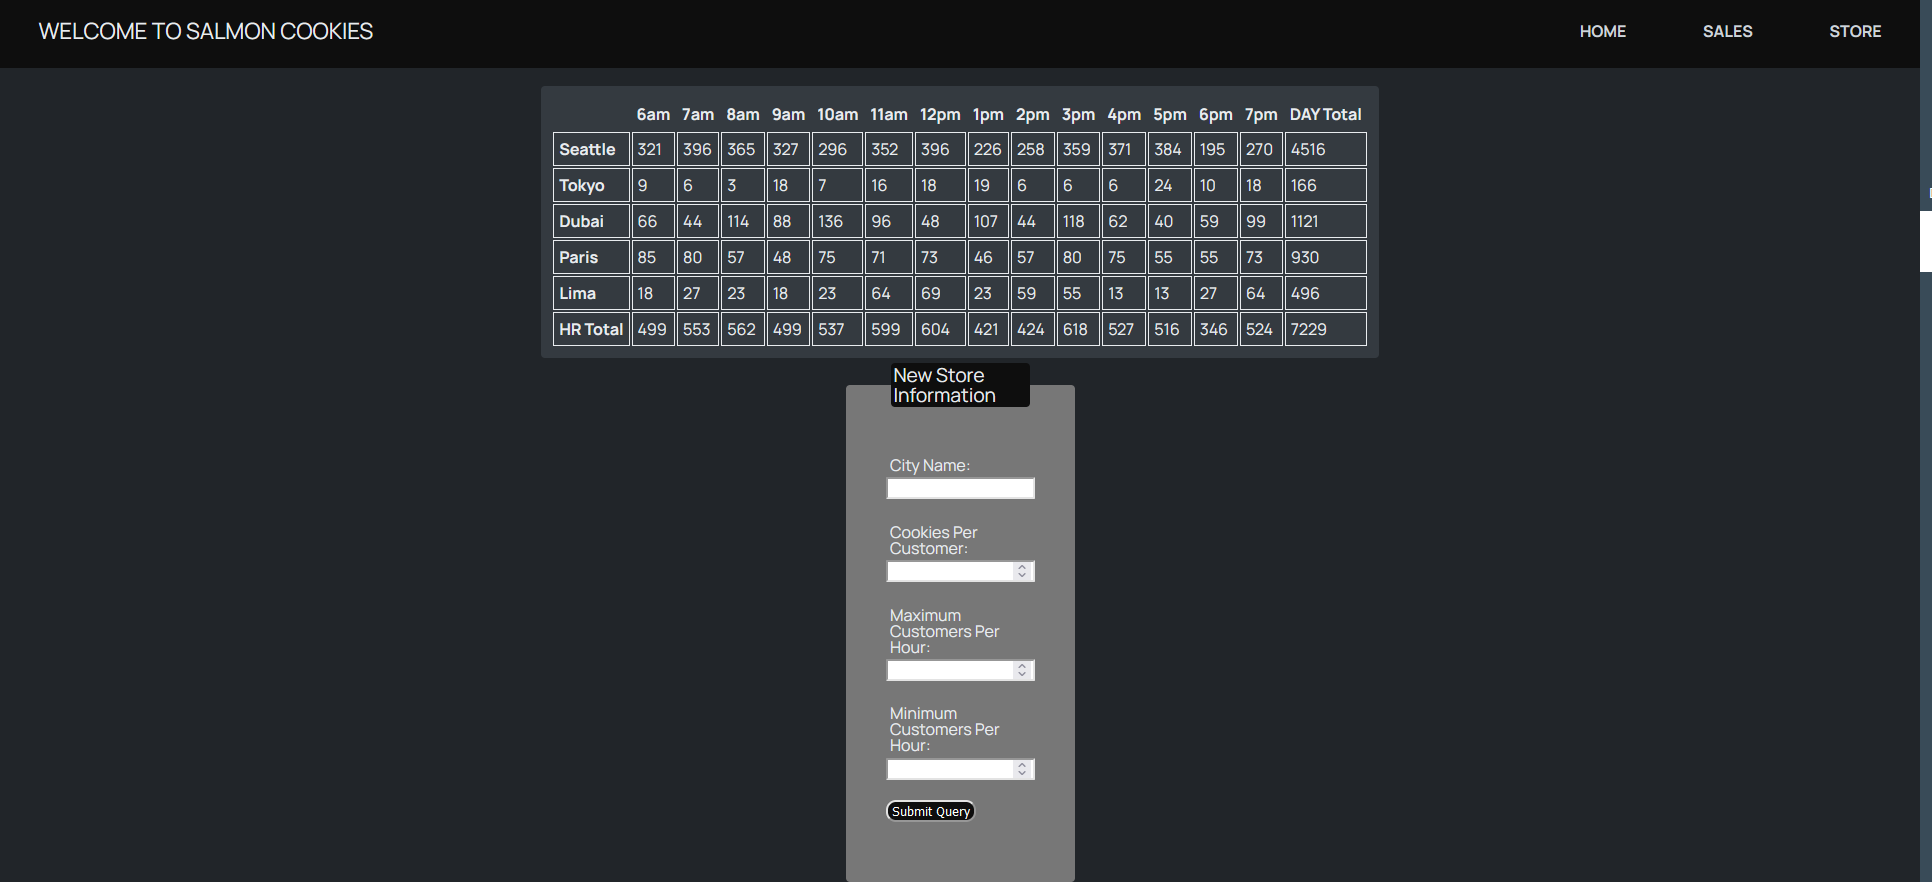 WELCOME TO SALMON COOKIES HOME SALES STORE
6am 7am 8am 9am 10am 11am 12pm 1pm 2pm 3pm 4pm 5pm 6pm 7pm DAY Total
Seattle 321 396 365 327 296 352 396 226 258 359 371 384 195 270 4516
Tokyo 9 6 3 18 7 16 18 19 6 6 6 24 10 18 166
Dubai 66 44 114 88 136 96 48 107 44 118 62 40 59 99 1121
Paris 85 80 57 48 75 71 73 46 57 80 75 55 55 73 930
Lima 18 27 23 18 23 64 69 23 59 55 13 13 27 64 496
HR Total 499 553 562 499 537 599 604 421 424 618 527 516 346 524 7229
New Store
Information
City Name:
Cookies Per
Customer:
Maximum
Customers Per
Hour:
Minimum
Customers Per
Hour:
Submit Query